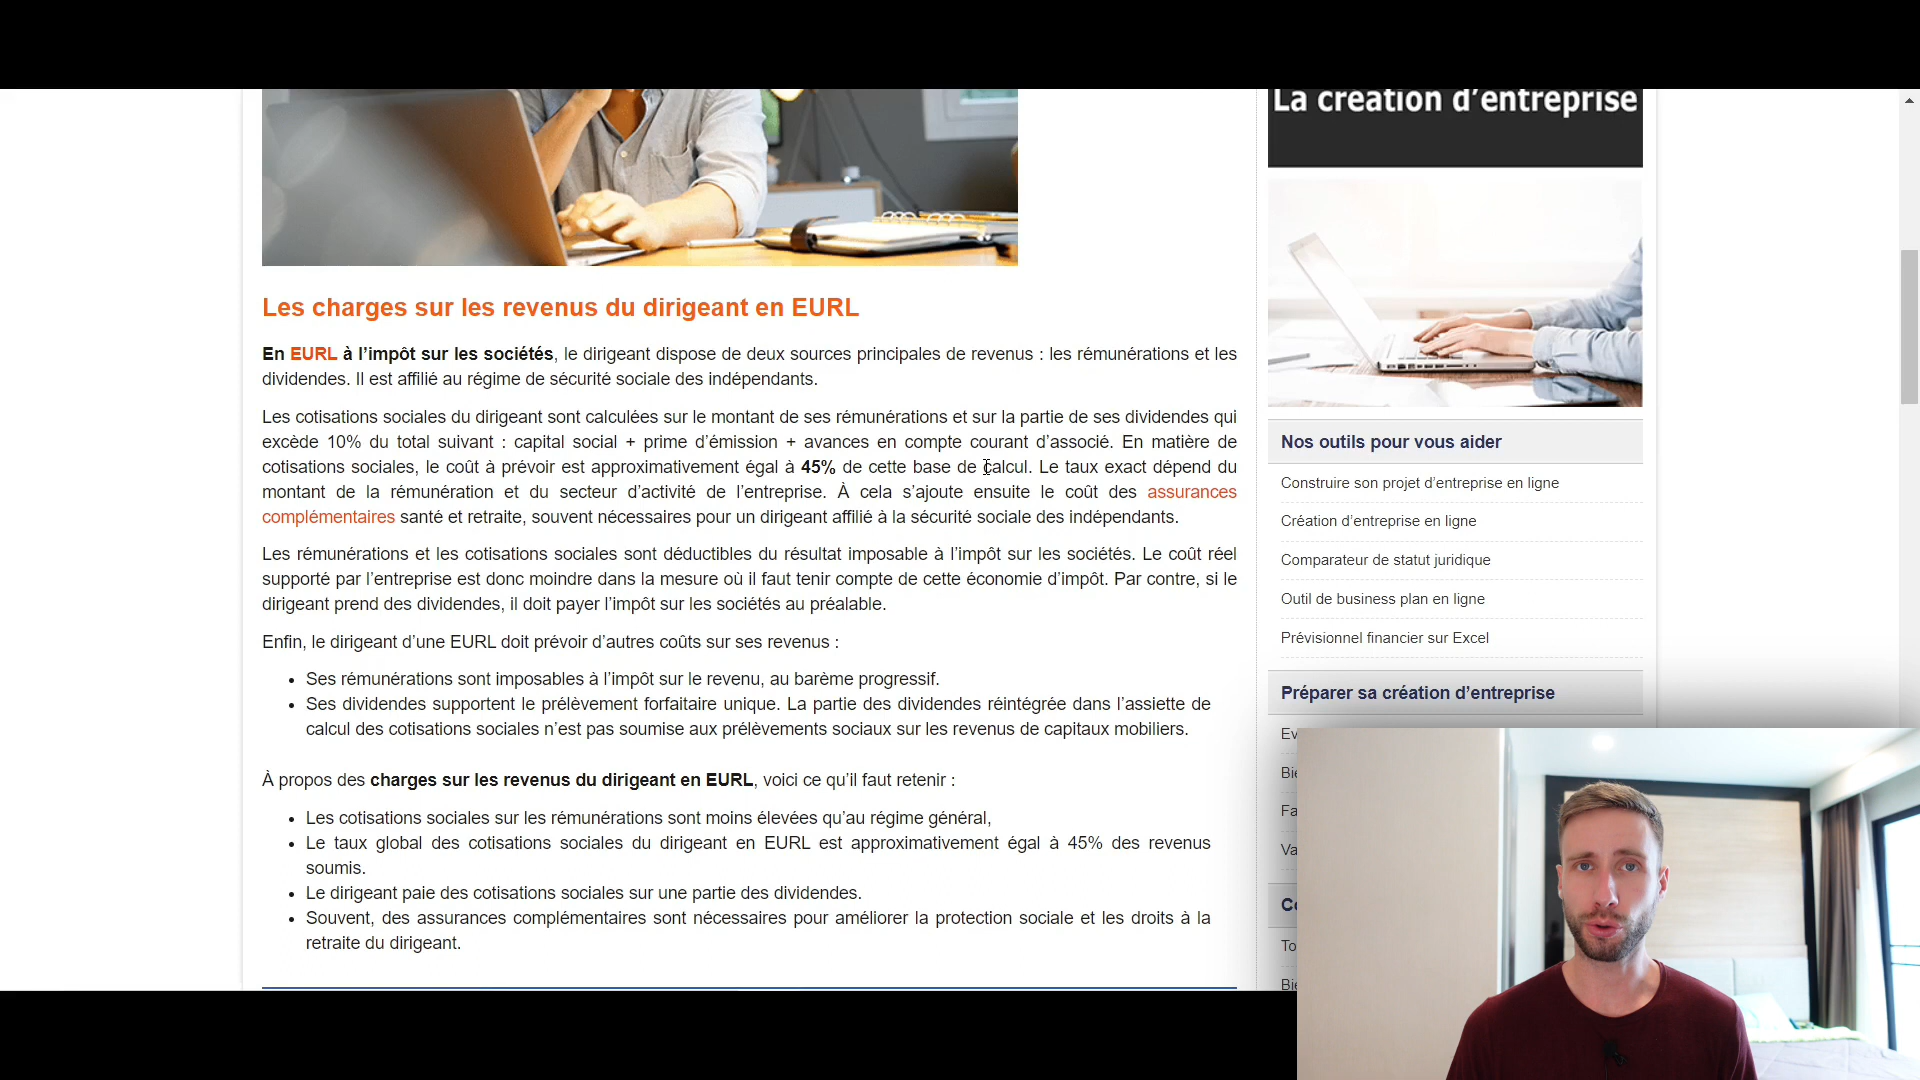 La création d’entreprise
Les charges sur les revenus du dirigeant en EURL
En EURL à l’impôt sur les sociétés, le dirigeant dispose de deux sources principales de revenu : les rémunérations et les
dividendes. Il est affilié au régime de sécurité sociale des indépendants.
Les cotisations sociales du dirigeant sont calculées sur le montant de ses rémunérations et sur la partie de ses dividendes qui
excède 10% du total suivant : capital social + prime d’émission + avances en compte courant d’associé. En matière de
cotisations sociales, le coût à prévoir est approximativement égal à 45% de cette base de calcul. Le taux exact dépend du
montant de la rémunération et du secteur d’activité de l’entreprise. À cela s’ajoute ensuite le coût des assurances
complémentaires santé et retraite, souvent nécessaires pour un dirigeant affilié à la sécurité sociale des indépendants.
Les rémunérations et les cotisations sociales sont déductibles du résultat imposable à l’impôt sur les sociétés. Le coût réel
supporté par l’entreprise est donc moindre dans la mesure où il faut tenir compte de cette économie d’impôt. Par contre, si le
dirigeant prend des dividendes, il doit payer l’impôt sur les sociétés au préalable.
Enfin, le dirigeant d’une EURL doit prévoir d’autres coûts sur ses revenus :
• Ses rémunérations sont imposables à l’impôt sur le revenu, au barème progressif.
• Ses dividendes supportent le prélèvement forfaitaire unique. La partie des dividendes réintégrée dans l’assiette de
calcul des cotisations sociales n’est pas soumise aux prélèvements sociaux sur les revenus de capitaux mobiliers.
À propos des charges sur les revenus du dirigeant en EURL, voici ce qu’il faut retenir :
• Les cotisations sociales sur les rémunérations sont moins élevées qu’au régime général,
• Le taux global des cotisations sociales du dirigeant en EURL est approximativement égal à 45% des revenus
soumis.
• Le dirigeant paie des cotisations sociales sur une partie des dividendes.
• Souvent, des assurances complémentaires sont nécessaires pour améliorer la protection sociale et les droits à la
retraite du dirigeant.
Nos outils pour vous aider
Construire son projet d’entreprise en ligne
Création d’entreprise en ligne
Comparateur de statut juridique
Outil de business plan en ligne
Prévisionnel financier sur Excel
Préparer sa création d’entreprise
Ev
Bie
Fa
Va
Co
To
Bie